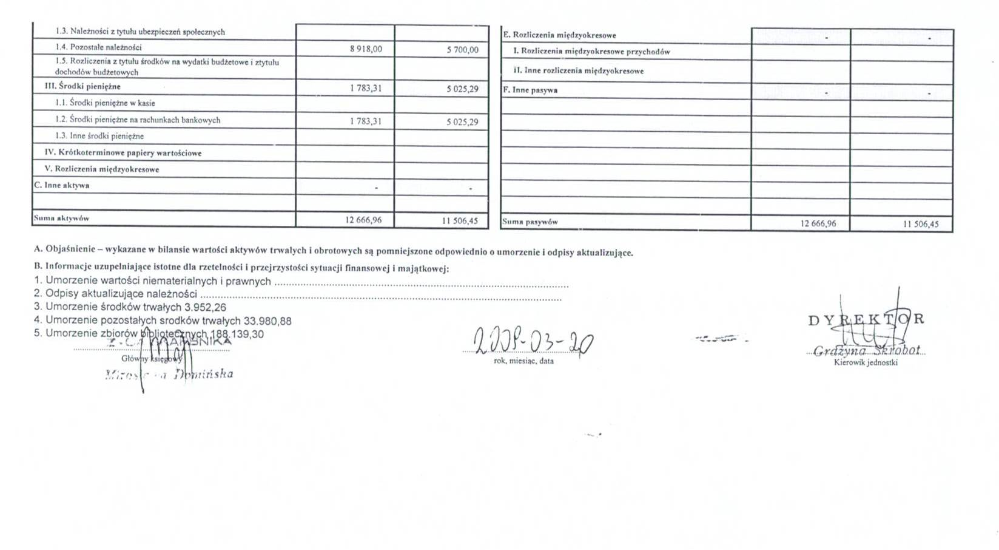 1.3. Należności z tytułu ubezpieczeń społecznych
1.4. Pozostałe należności 8 918,00 5 700,00
1.5. Rozliczenia z tytułu środków na wydatki budżetowe i ztytułu
dochodów budżetowych
III. Środki pieniężne 1 783,31 5 025,29
1.1. Środki pieniężne w kasie
1.2. Środki pieniężne na rachunkach bankowych 1 783,31 5 025,29
1.3. Inne środki pieniężne
IV. Krótkoterminowe papiery wartościowe
V. Rozliczenia międzyokresowe
C. Inne aktywa - -
Suma aktywów 12 666,96 11 506,45
E. Rozliczenia międzyokresowe - -
I. Rozliczenia międzyokresowe przychodów
II. Inne rozliczenia międzyokresowe
F. Inne pasywa - -
Suma pasywów 12 666,96 11 506,45
A. Objaśnienie – wykazane w bilansie wartości aktywów trwałych i obrotowych są pomniejszone odpowiednio o umorzenie i odpisy aktualizujące.
B. Informacje uzupełniające istotne dla rzetelności i przejrzystości sytuacji finansowej i majątkowej:
1. Umorzenie wartości niematerialnych i prawnych
2. Odpisy aktualizujące należności
3. Umorzenie środków trwałych 3.952,26
4. Umorzenie pozostałych srodków trwałych 33.980,88
5. Umorzenie zbiorów bibliotecznych 188.139,30
Główny księgowy
Domińska
2009-03-20
rok, miesiąc, data
DYREKTOR
Grażyna Skrobot
Kierowik jednostki